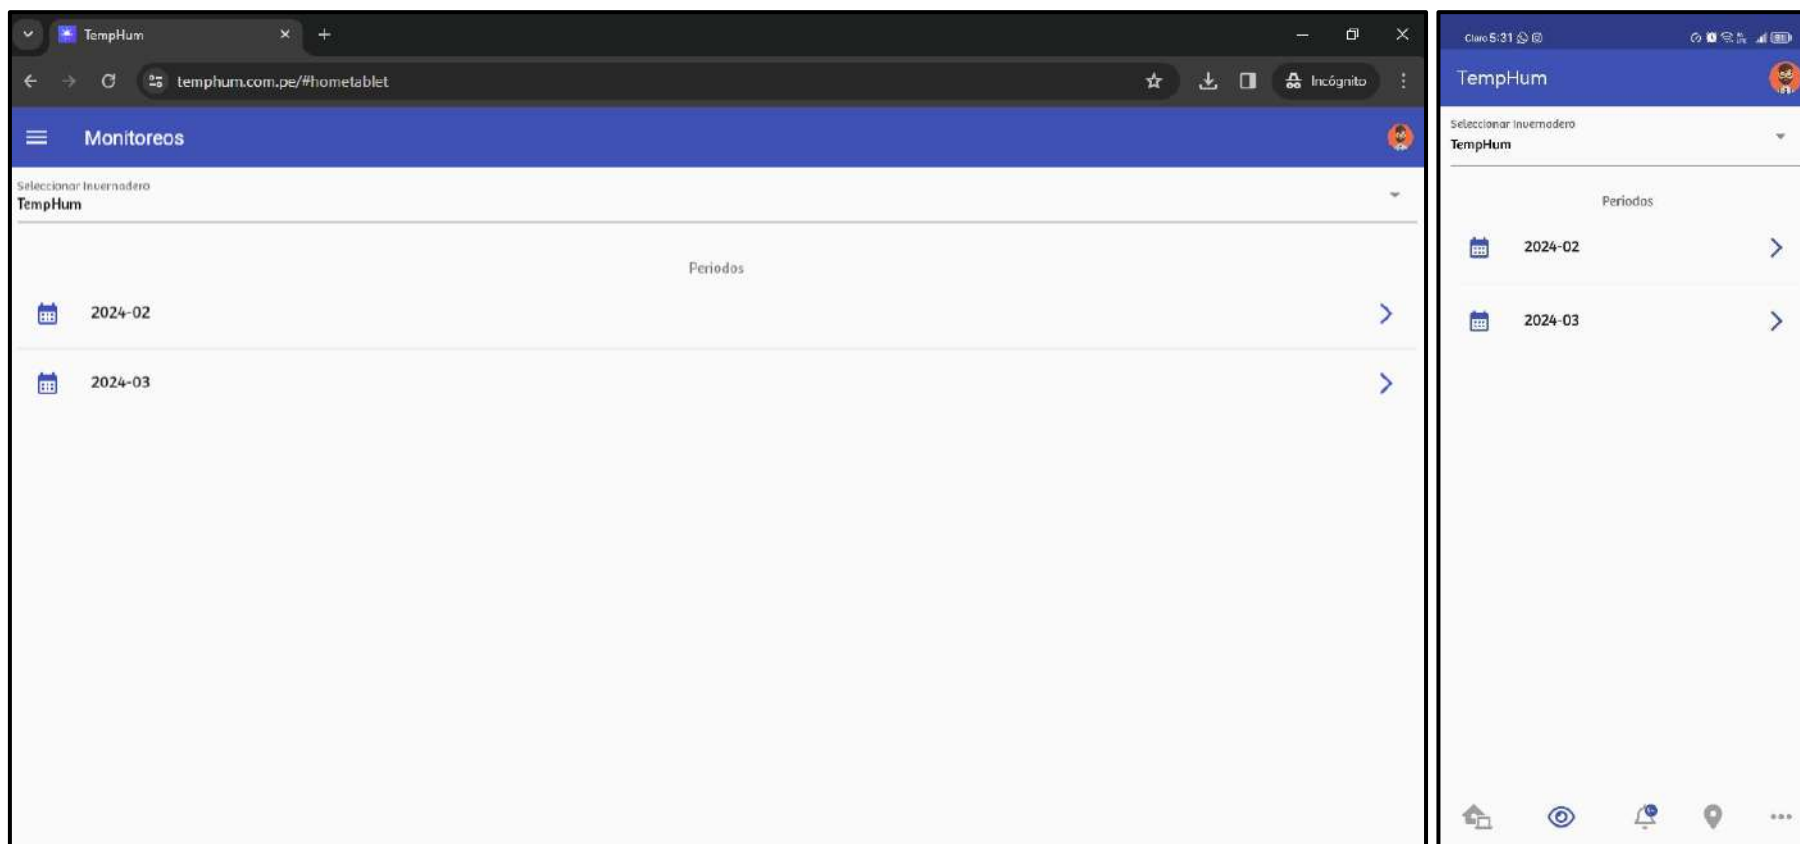 TempHum
temphum.com.pe/#hometablet
Incógnito
Monitoreos
Seleccionar Invernadero
TempHum
Periodos
2024-02
2024-03
Claro 5:31
TempHum
Seleccionar Invernadero
TempHum
Periodos
2024-02
2024-03